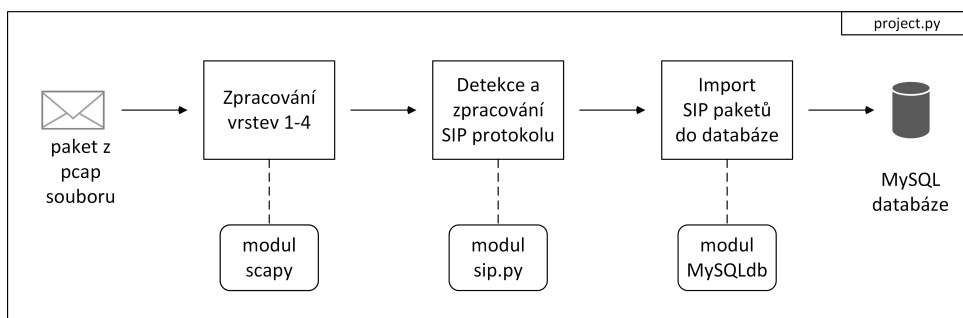 project.py
paket z
pcap
souboru
Zpracování
vrstev 1-4
Detekce a
zpracování
SIP protokolu
Import
SIP paketů
do databáze
MySQL
databáze
modul
scapy
modul
sip.py
modul
MySQLdb